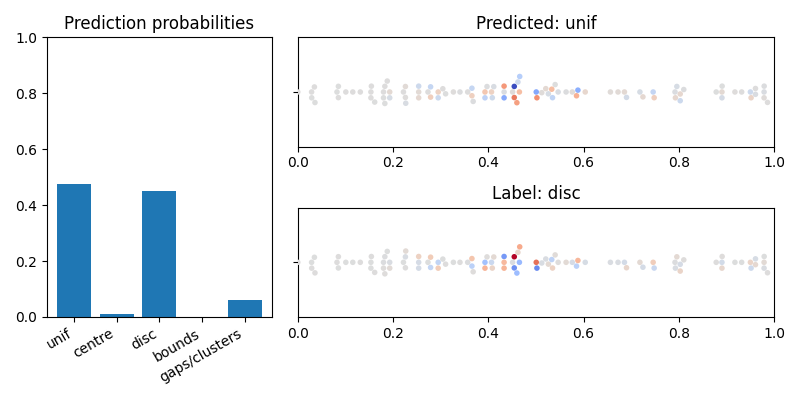 Prediction probabilities
1.0
0.8
0.6
0.4
0.2
0.0
unif
centre
disc
bounds
gaps/clusters
Predicted: unif
0.0 0.2 0.4 0.6 0.8 1.0
Label: disc
0.0 0.2 0.4 0.6 0.8 1.0